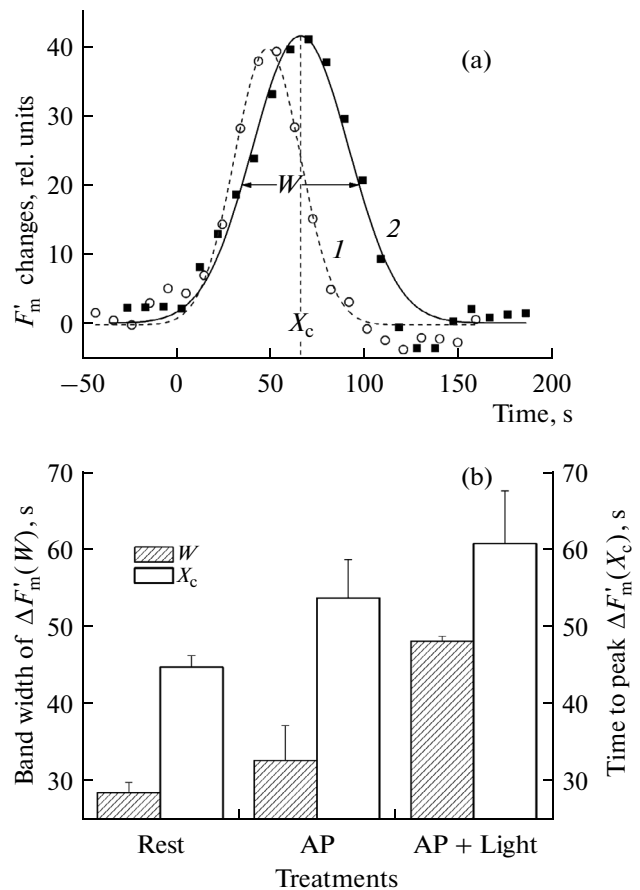 (a)
F'm changes, rel. units
40
30
20
10
0
W
1
2
Xc
−50
0
50
100
150
200
Time, s
(b)
Band width of ΔF'm(W), s
70
60
50
40
30
W
Xc
Time to peak ΔF'm(Xc), s
70
60
50
40
30
Rest
AP
AP + Light
Treatments